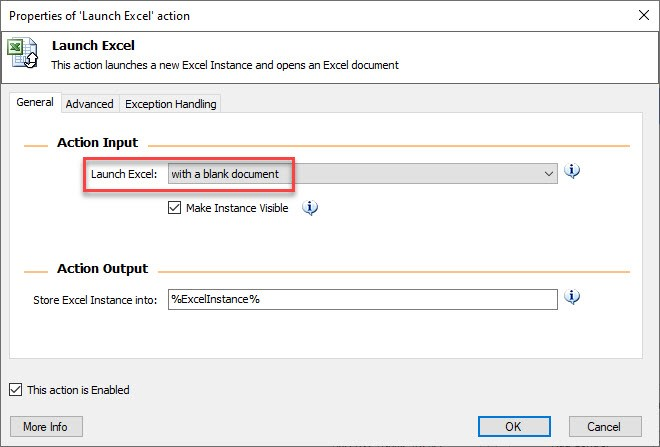 Properties of 'Launch Excel' action
Launch Excel
This action launches a new Excel Instance and opens an Excel document
General Advanced Exception Handling
Action Input
Launch Excel: with a blank document
Make Instance Visible
Action Output
Store Excel Instance into: %ExcelInstance%
This action is Enabled
More Info OK Cancel